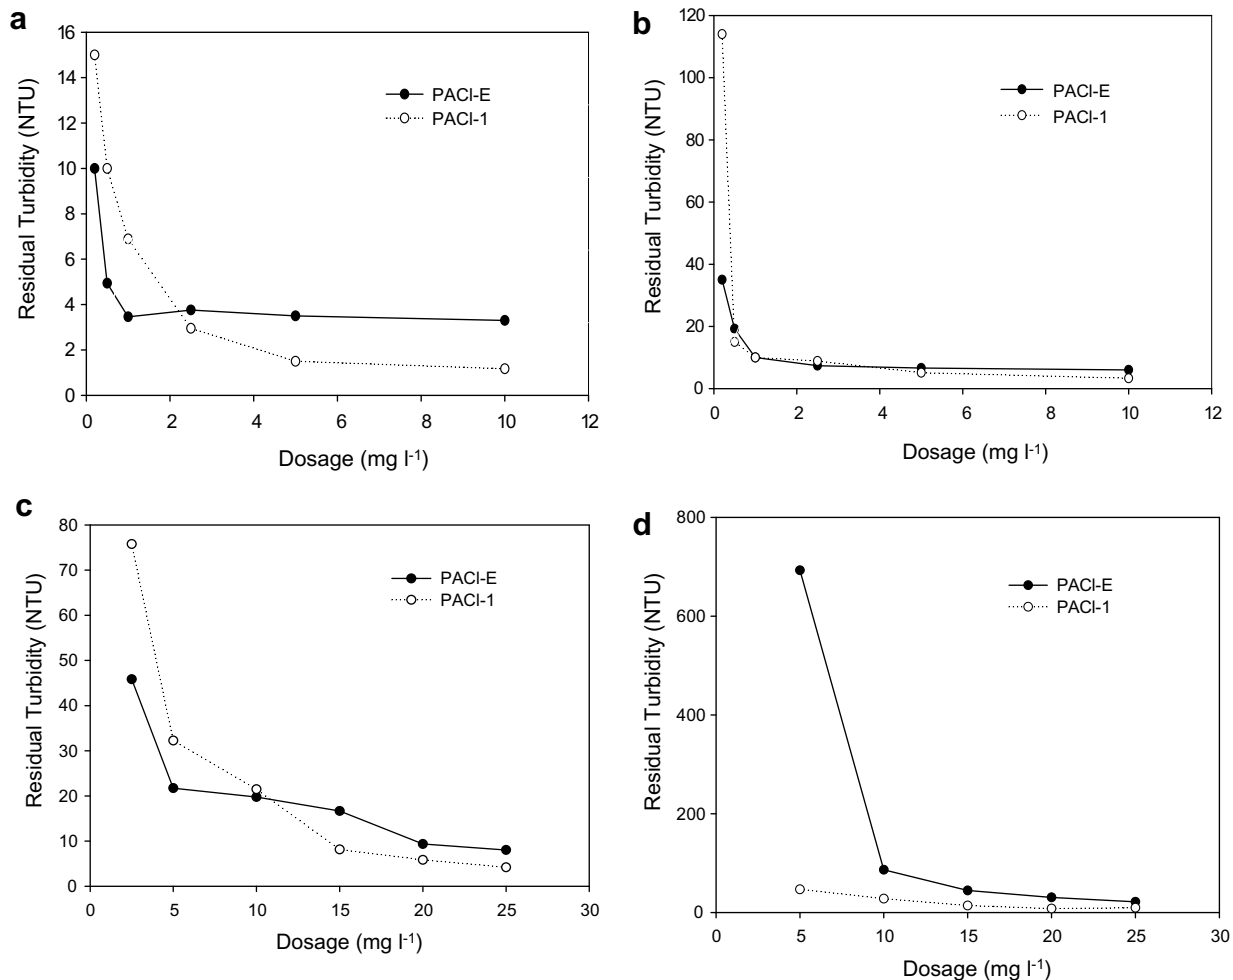 a
16
14
12
10
8
6
4
2
0
Residual Turbidity (NTU)
PACl-E
PACl-1
0 2 4 6 8 10 12
Dosage (mg l-1)
b
120
100
80
60
40
20
0
Residual Turbidity (NTU)
PACl-E
PACl-1
0 2 4 6 8 10 12
Dosage (mg l-1)
c
80
70
60
50
40
30
20
10
0
Residual Turbidity (NTU)
PACl-E
PACl-1
0 5 10 15 20 25 30
Dosage (mg l-1)
d
800
600
400
200
0
Residual Turbidity (NTU)
PACl-E
PACl-1
0 5 10 15 20 25 30
Dosage (mg l-1)